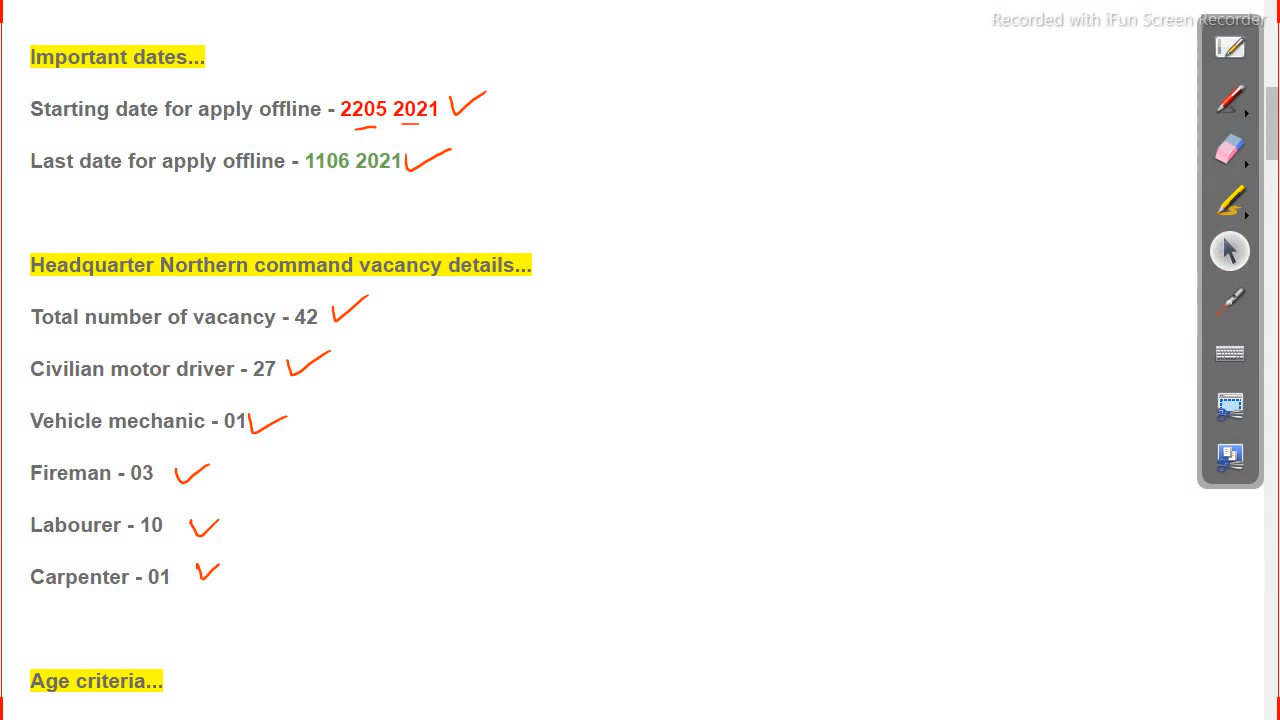 Recorded with iFun Screen Recorder
Important dates...
Starting date for apply offline - 2205 2021
Last date for apply offline - 1106 2021
Headquarter Northern command vacancy details...
Total number of vacancy - 42
Civilian motor driver - 27
Vehicle mechanic - 01
Fireman - 03
Labourer - 10
Carpenter - 01
Age criteria...